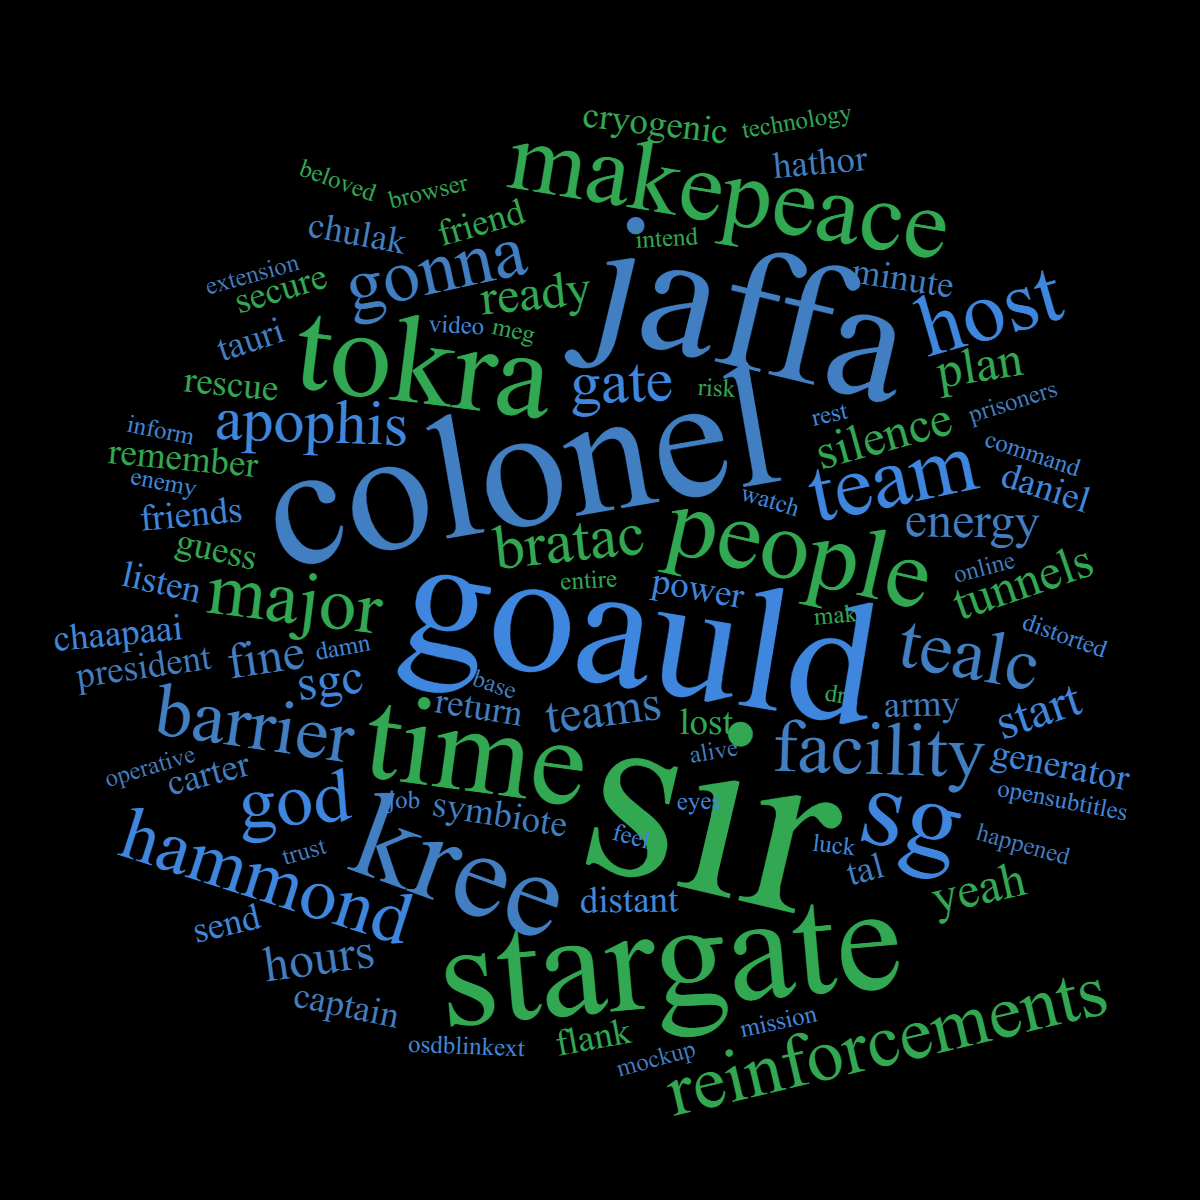 cryogenic
technology
makepeace
hathor
beloved
browser
friend
chulak
intend
gonna
extension
secure
ready
jaffa
minute
host
tauri
video
meg
tokra
gate
plan
rescue
risk
apophis
colonel
rest
prisoners
silence
inform
remember
command
enemy
team
daniel
friends
watch
energy
guess
bratac
people
online
tunnels
listen
major
entire
power
mak
goauld
chaapaai
distorted
president
fine
damn
tealc
sgc
base
dr
return
teams
army
start
barrier
time
lost
alive
facility
generator
operative
carter
god
job
symbiote
eyes
sir
opensubtitles
hammond
trust
kree
feel
luck
sg
happened
tal
send
distant
yeah
hours
stargate
captain
osdblinkext
flank
mission
mockup
reinforcements